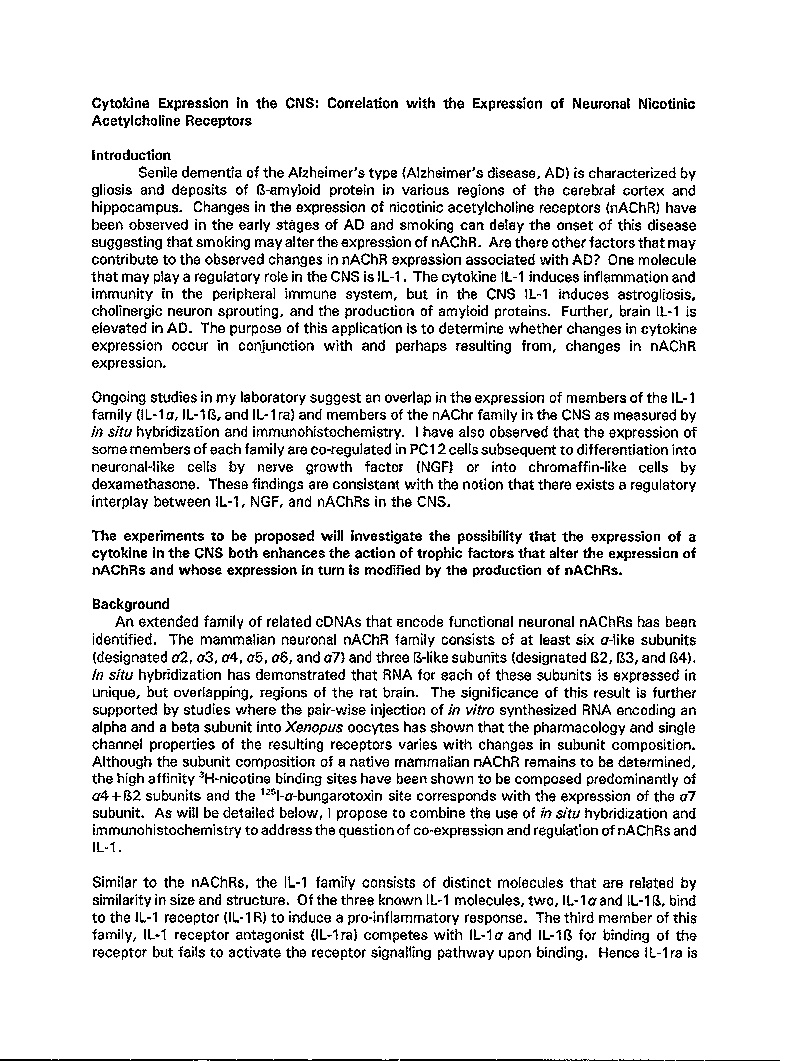 Cytokine Expression in the CNS: Correlation with the Expression of Neuronal Nicotinic
Acetylcholine Receptors
Introduction
Senile dementia of the Alzheimer's type (Alzheimer's disease, AD) is characterized by
gliosis and deposits of ß-amyloid protein in various regions of the cerebral cortex and
hippocampus. Changes in the expression of nicotinic acetylcholine receptors (nAChR) have
been observed in the early stages of AD and smoking can delay the onset of this disease
suggesting that smoking may alter the expression of nAChR. Are there other factors that may
contribute to the observed changes in nAChR expression associated with AD? One molecule
that may play a regulatory role in the CNS is IL-1. The cytokine IL-1 induces inflammation and
immunity in the peripheral immune system, but in the CNS IL-1 induces astrogliosis,
cholinergic neuron sprouting, and the production of amyloid proteins. Further, brain IL-1 is
elevated in AD. The purpose of this application is to determine whether changes in cytokine
expression occur in conjunction with and perhaps resulting from, changes in nAChR
expression.
Ongoing studies in my laboratory suggest an overlap in the expression of members of the IL-1
family (IL-1α, IL-1ß, and IL-1ra) and members of the nAChr family in the CNS as measured by
in situ hybridization and immunohistochemistry. I have also observed that the expression of
some members of each family are co-regulated in PC12 cells subsequent to differentiation into
neuronal-like cells by nerve growth factor (NGF) or into chromaffin-like cells by
dexamethasone. These findings are consistent with the notion that there exists a regulatory
interplay between IL-1, NGF, and nAChRs in the CNS.
The experiments to be proposed will investigate the possibility that the expression of a
cytokine in the CNS both enhances the action of trophic factors that alter the expression of
nAChRs and whose expression in turn is modified by the production of nAChRs.
Background
An extended family of related cDNAs that encode functional neuronal nAChRs has been
identified. The mammalian neuronal nAChR family consists of at least six α-like subunits
(designated α2, α3, α4, α5, α6, and α7) and three ß-like subunits (designated ß2, ß3, and ß4).
In situ hybridization has demonstrated that RNA for each of these subunits is expressed in
unique, but overlapping, regions of the rat brain. The significance of this result is further
supported by studies where the pair-wise injection of in vitro synthesized RNA encoding an
alpha and a beta subunit into Xenopus oocytes has shown that the pharmacology and single
channel properties of the resulting receptors varies with changes in subunit composition.
Although the subunit composition of a native mammalian nAChR remains to be determined,
the high affinity ³H-nicotine binding sites have been shown to be composed predominantly of
α4+ß2 subunits and the ¹²⁵I-α-bungarotoxin site corresponds with the expression of the α7
subunit. As will be detailed below, I propose to combine the use of in situ hybridization and
immunohistochemistry to address the question of co-expression and regulation of nAChRs and
IL-1.
Similar to the nAChRs, the IL-1 family consists of distinct molecules that are related by
similarity in size and structure. Of the three known IL-1 molecules, two, IL-1α and IL-1ß, bind
to the IL-1 receptor (IL-1R) to induce a pro-inflammatory response. The third member of this
family, IL-1 receptor antagonist (IL-1ra) competes with IL-1α and IL-1ß for binding of the
receptor but fails to activate the receptor signalling pathway upon binding. Hence IL-1ra is